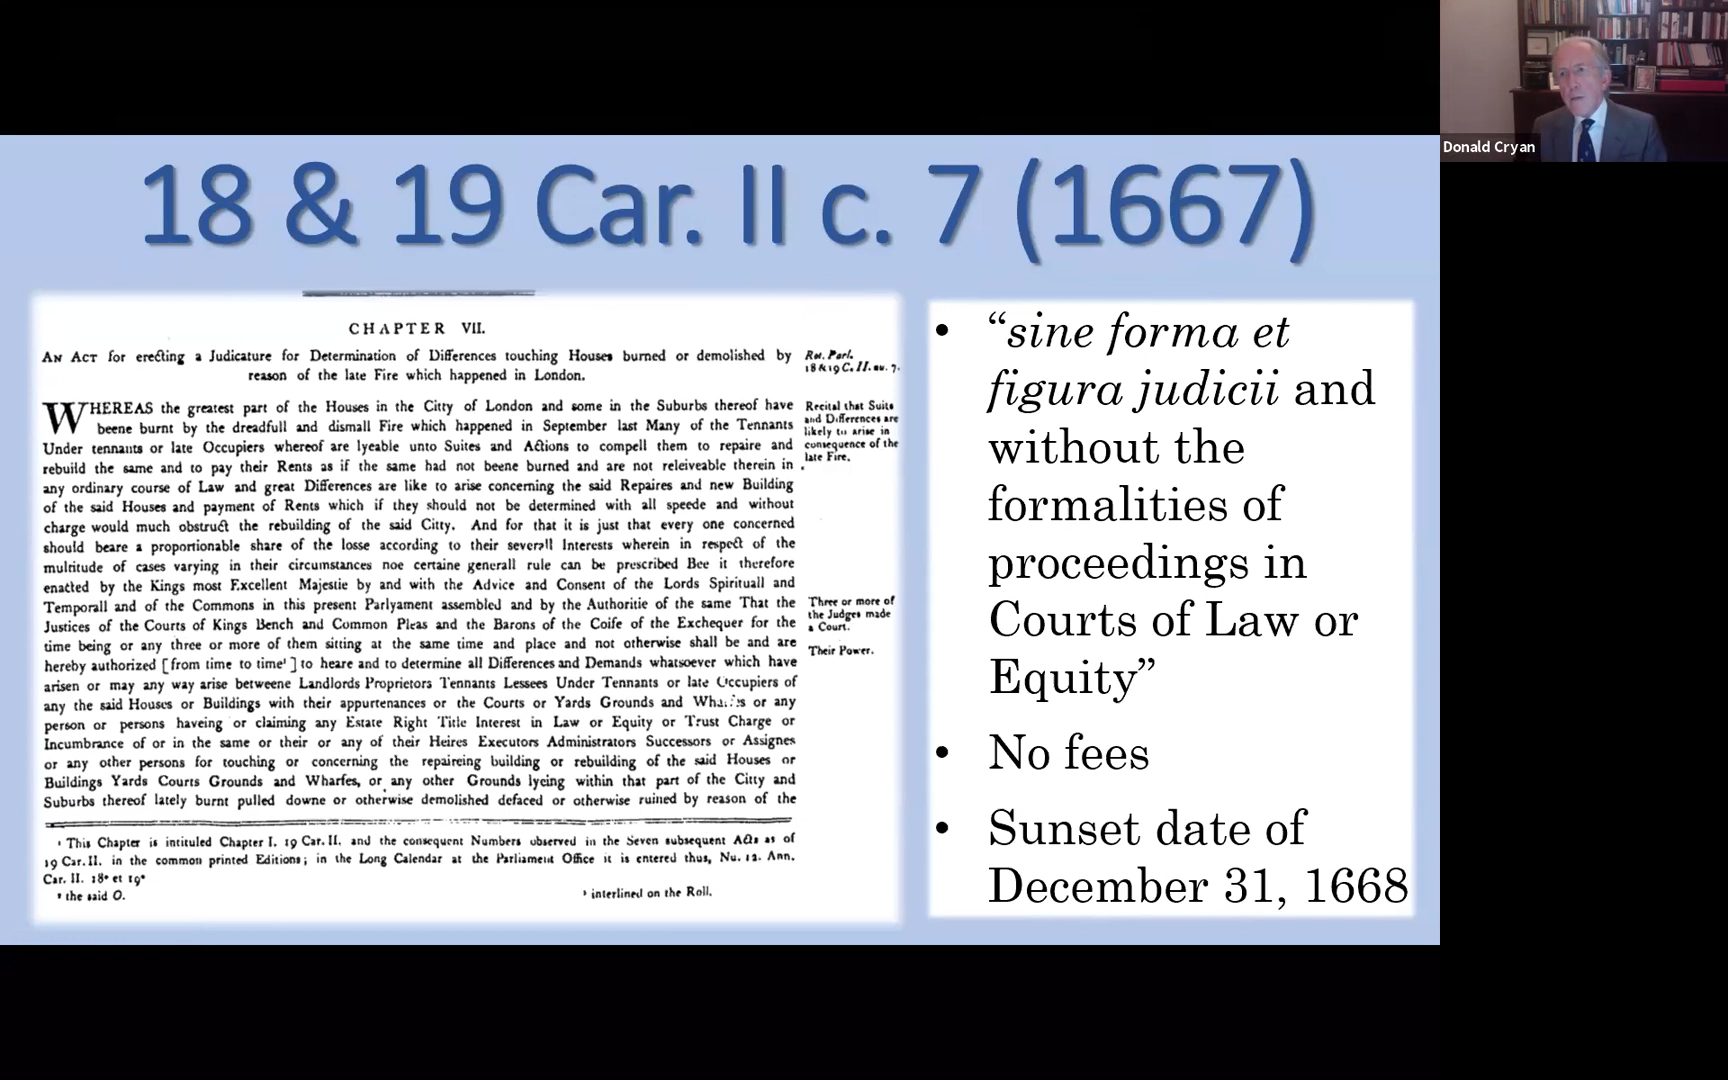 Donald Cryan
18 & 19 Car. II c. 7 (1667)
CHAPTER VII.
AN ACT for erecting a Judicature for Determination of Differences touching Houses burned or demolished by
reason of the late Fire which happened in London.
Rot. Parl.
18 & 19 C. II. nu. 7.
WHEREAS the greatest part of the Houses in the Citty of London and some in the Suburbs thereof have
beene burnt by the dreadfull and dismall Fire which happened in September last Many of the Tennants
Under tennants or late Occupiers whereof are lyeable unto Suites and Actions to compell them to repaire and
rebuild the same and to pay their Rents as if the same had not beene burned and are not releiveable therein in
any ordinary course of Law and great Differences are like to arise concerning the said Repaires and new Building
of the said Houses and payment of Rents which if they should not be determined with all speede and without
charge would much obstruct the rebuilding of the said Citty. And for that it is just that every one concerned
should beare a proportionable share of the losse according to their severall Interests wherein in respect of the
multitude of cases varying in their circumstances noe certaine generall rule can be prescribed Bee it therefore
enacted by the Kings most Excellent Majestie by and with the Advice and Consent of the Lords Spirituall and
Temporall and of the Commons in this present Parlyament assembled and by the Authoritie of the same That the
Justices of the Courts of Kings Bench and Common Pleas and the Barons of the Coife of the Exchequer for the
time being or any three or more of them sitting at the same time and place and not otherwise shall be and are
hereby authorized [from time to time³] to heare and to determine all Differences and Demands whatsoever which have
arisen or may any way arise betweene Landlords Proprietors Tennants Lessees Under Tennants or late Occupiers of
any the said Houses or Buildings with their appurtenances or the Courts or Yards Grounds and Wharfes or any
person or persons haveing or claiming any Estate Right Title Interest in Law or Equity or Trust Charge or
Incumbrance of or in the same or their or any of their Heires Executors Administrators Successors or Assignes
or any other persons for touching or concerning the repaireing building or rebuilding of the said Houses or
Buildings Yards Courts Grounds and Wharfes, or any other Grounds lyeing within that part of the Citty and
Suburbs thereof lately burnt pulled downe or otherwise demolished defaced or otherwise ruined by reason of the
Recital that Suits
and Differences are
likely to arise in
consequence of the
late Fire.
Three or more of
the Judges made
a Court.
Their Power.
¹ This Chapter is intituled Chapter I. 19 Car. II. and the consequent Numbers observed in the Seven subsequent Acts as of
19 Car. II. in the common printed Editions; in the Long Calendar at the Parliament Office it is entered thus, Nu. 12. Ann.
Car. II. 18º et 19º
² the said O.
³ interlined on the Roll.
• “sine forma et
figura judicii and
without the
formalities of
proceedings in
Courts of Law or
Equity”
• No fees
• Sunset date of
December 31, 1668